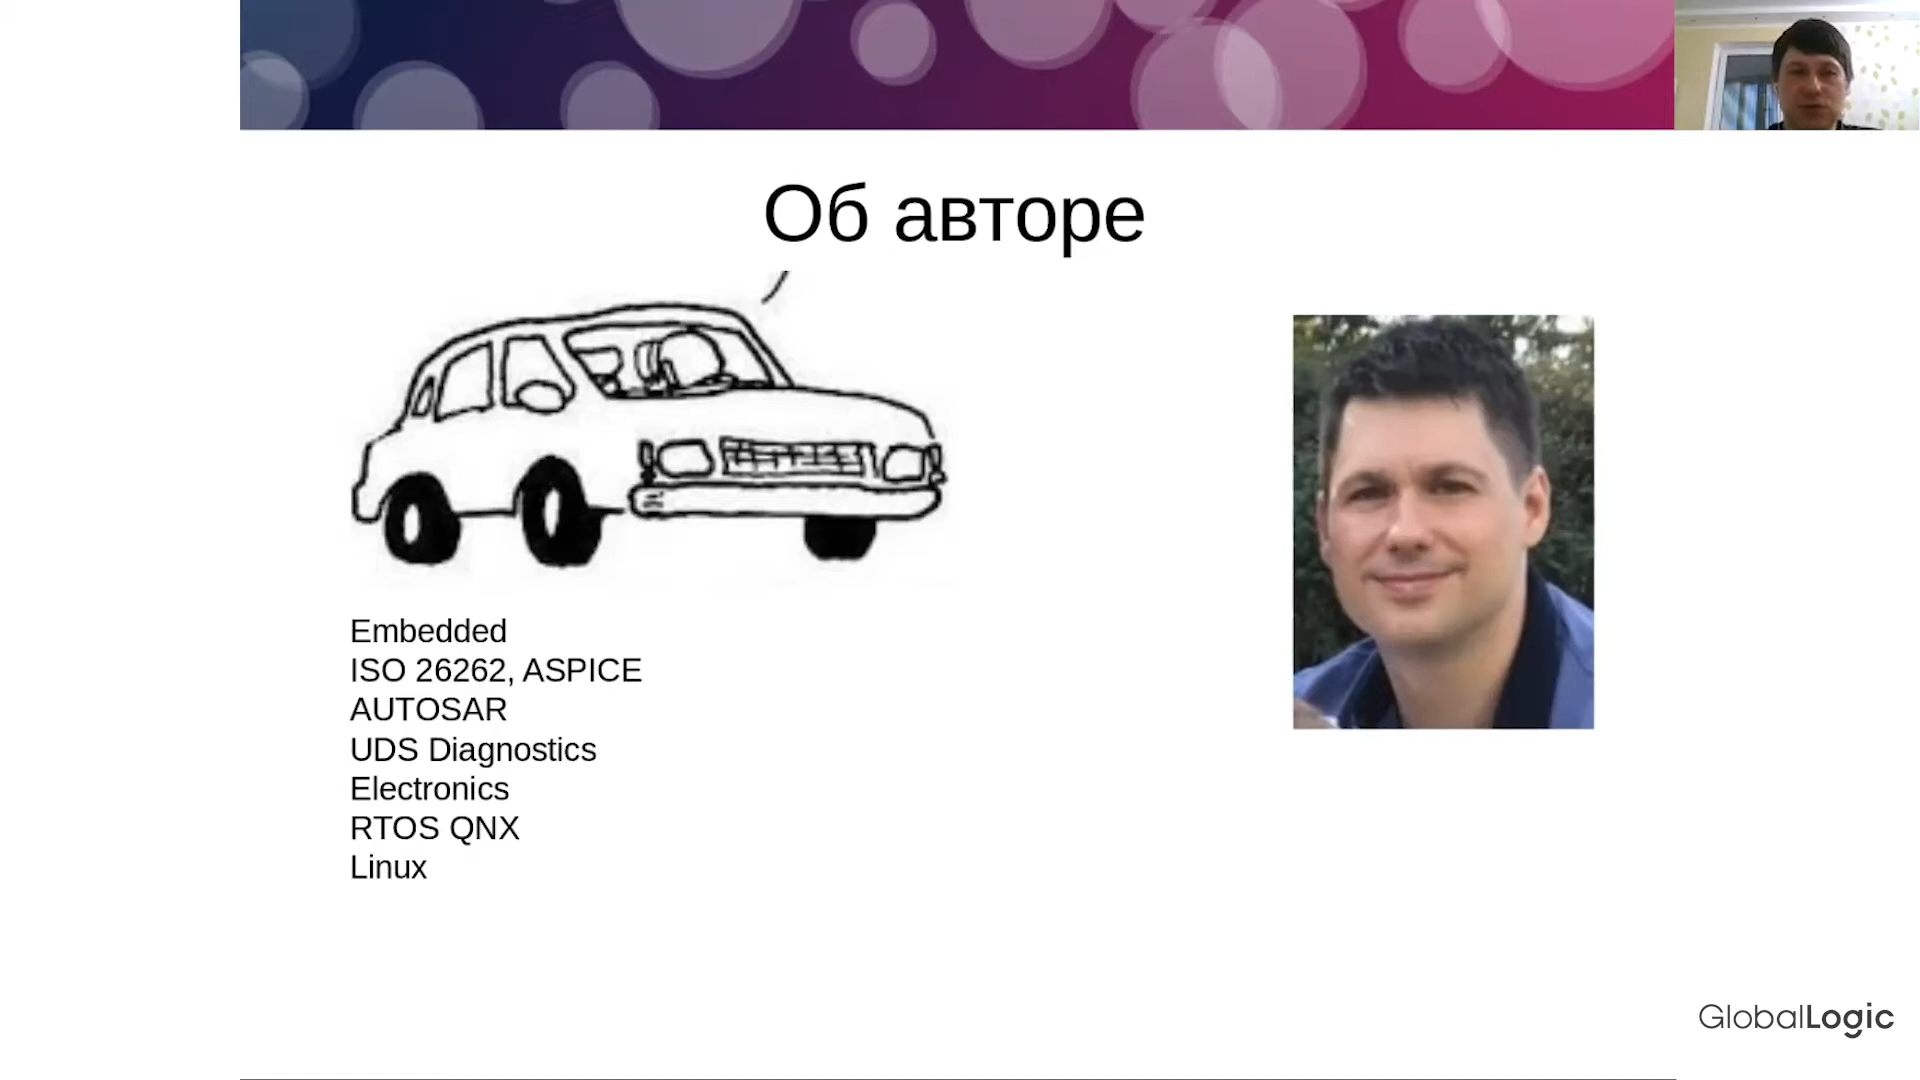 Об авторе
Embedded
ISO 26262, ASPICE
AUTOSAR
UDS Diagnostics
Electronics
RTOS QNX
Linux
GlobalLogic